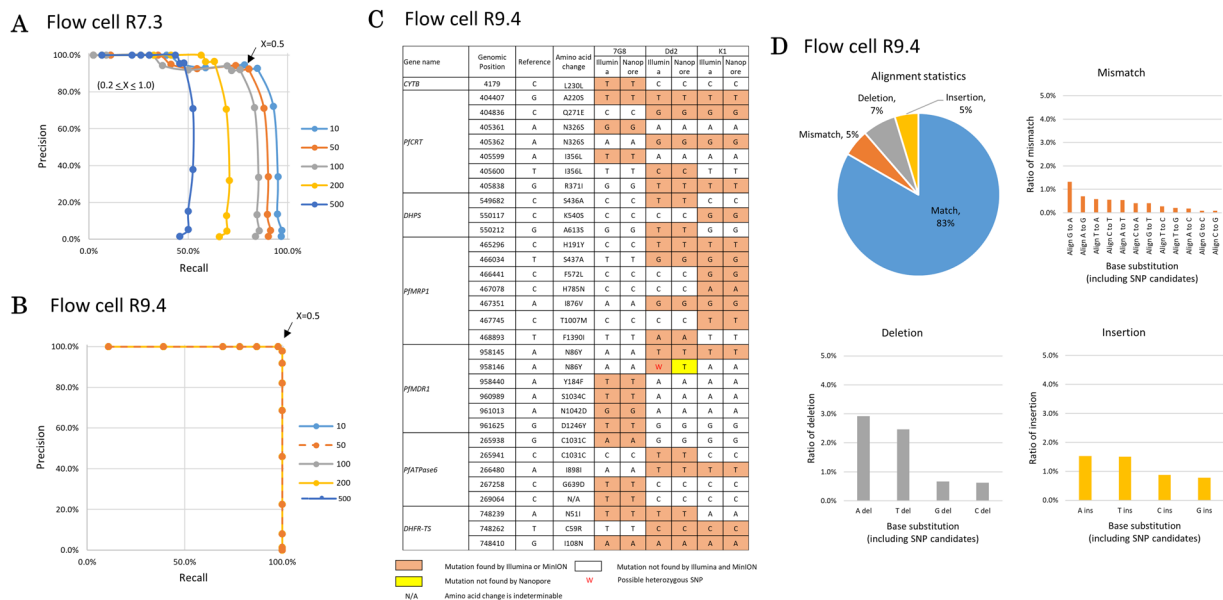 A Flow cell R7.3
100.0%
80.0%
60.0%
40.0%
20.0%
0.0%
Precision
X=0.5
(0.2 ≤ X ≤ 1.0)
0.0% 50.0% 100.0%
Recall
10
50
100
200
500
B Flow cell R9.4
X=0.5
100.0%
80.0%
60.0%
40.0%
20.0%
0.0%
Precision
0.0% 50.0% 100.0%
Recall
10
50
100
200
500
C Flow cell R9.4
Gene name Genomic Position Reference Amino acid change 7G8 Dd2 K1
Illumina Nanopore Illumina Nanopore Illumina Nanopore
CYTB 4179 C L230L T T C C C C
PfCRT 404407 G A220S T T T T T T
404836 C Q271E C C G G G G
405361 A N326S G G A A A A
405362 A N326S A A G G G G
405599 A I356L T T A A A A
405600 T I356L T T C C T T
405838 G R371I G G T T T T
DHPS 549682 C S436A C C T T C C
550117 C K540S C C C C G G
550212 G A613S G G T T G G
PfMRP1 465296 C H191Y C C T T T T
466034 T S437A T T G G G G
466441 C F572L C C C C G G
467078 C H785N C C C C A A
467351 A I876V A A G G G G
467745 C T1007M C C C C T T
468893 T F1390I T T A A T T
PfMDR1 958145 A N86Y A A T T T T
958146 A N86Y A A W T A A
958440 A Y184F T T A A A A
960989 A S1034C T T A A A A
961013 A N1042D G G A A A A
961625 G D1246Y T T G G G G
PfATPase6 265938 G C1031C A A G G G G
265941 C C1031C C C T T C C
266480 A I898I A A T T T T
267258 C G639D T T C C C C
269064 C N/A T T C C C C
DHFR-TS 748239 A N51I T T T T A A
748262 T C59R T T C C C C
748410 G I108N A A A A A A
Mutation found by Illumina or MinION
Mutation not found by Illumina and MinION
Mutation not found by Nanopore
W Possible heterozygous SNP
N/A Amino acid change is indeterminable
D Flow cell R9.4
Alignment statistics
Deletion, 7%
Insertion, 5%
Mismatch, 5%
Match, 83%
Mismatch
5.0%
4.0%
3.0%
2.0%
1.0%
0.0%
Ratio of mismatch
Align G to A
Align A to G
Align T to A
Align C to T
Align A to T
Align C to A
Align G to T
Align T to C
Align T to G
Align A to C
Align G to C
Align C to G
Base substitution
(including SNP candidates)
Deletion
5.0%
4.0%
3.0%
2.0%
1.0%
0.0%
Ratio of deletion
A del T del G del C del
Base substitution
(including SNP candidates)
Insertion
5.0%
4.0%
3.0%
2.0%
1.0%
0.0%
Ratio of insertion
A ins T ins C ins G ins
Base substitution
(including SNP candidates)